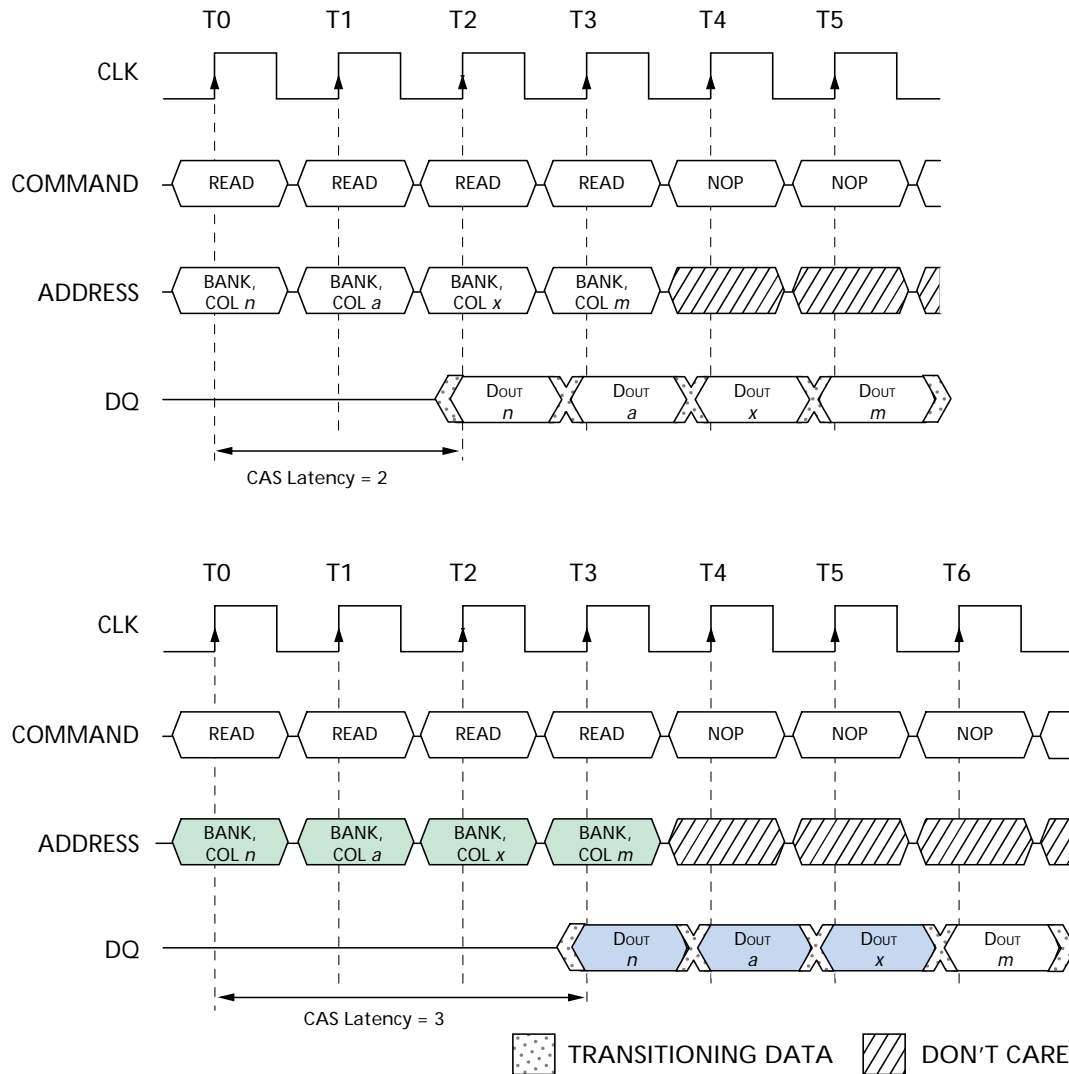 T0 T1 T2 T3 T4 T5
CLK
COMMAND READ READ READ READ NOP NOP
ADDRESS BANK, COL n BANK, COL a BANK, COL x BANK, COL m
DQ DOUT n DOUT a DOUT x DOUT m
CAS Latency = 2
T0 T1 T2 T3 T4 T5 T6
CLK
COMMAND READ READ READ READ NOP NOP NOP
ADDRESS BANK, COL n BANK, COL a BANK, COL x BANK, COL m
DQ DOUT n DOUT a DOUT x DOUT m
CAS Latency = 3
TRANSITIONING DATA DON'T CARE